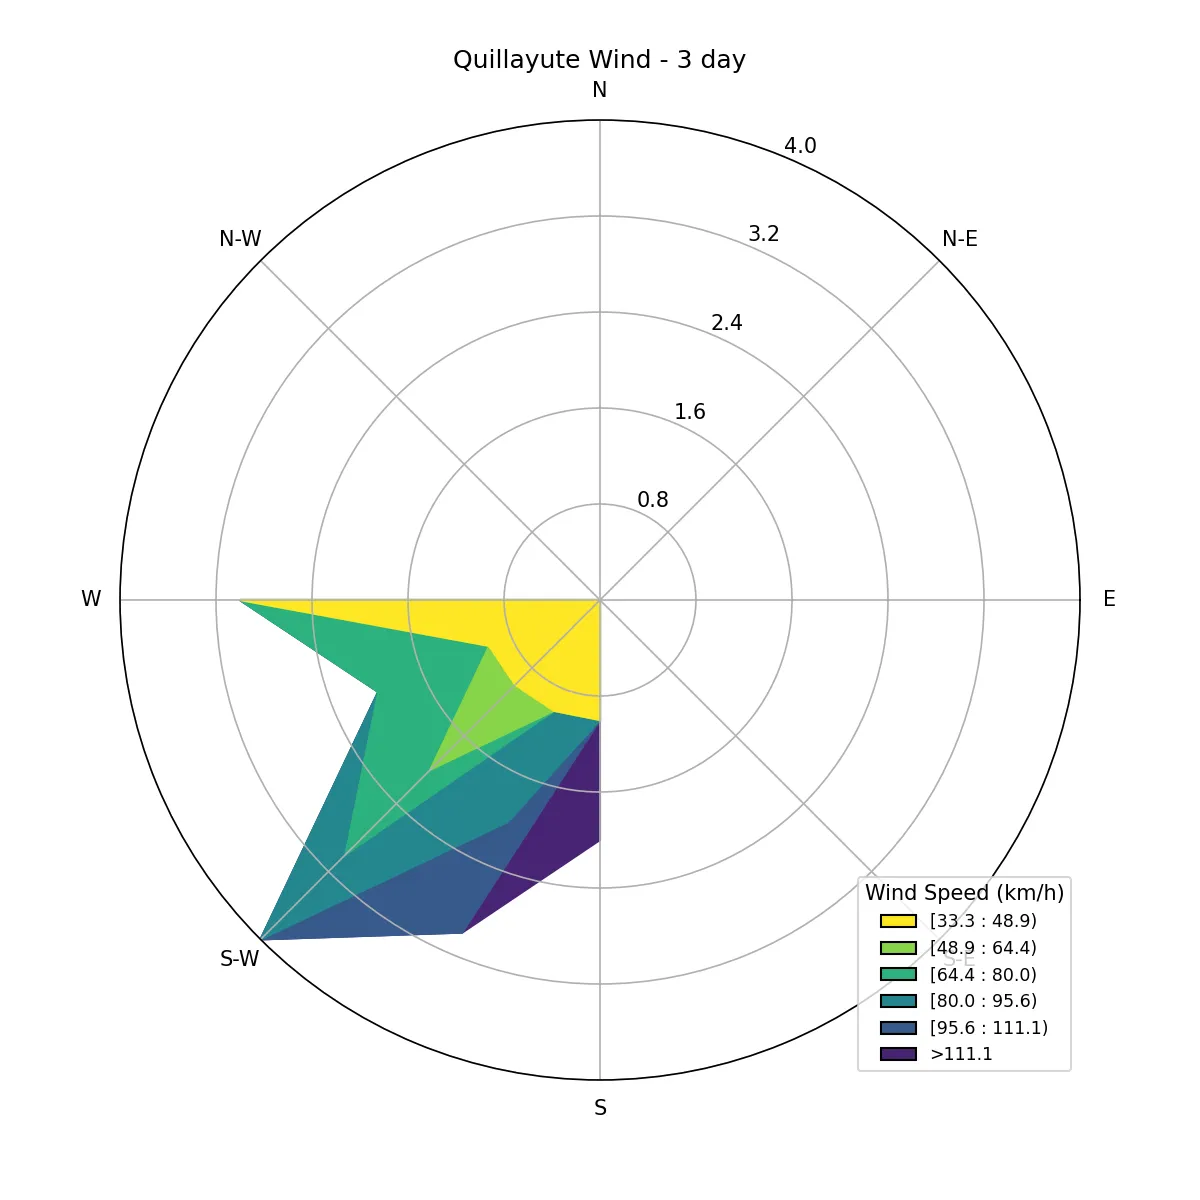 Quillayute Wind - 3 day
N
4.0
N-W
3.2
N-E
2.4
1.6
0.8
W
E
S-W
S-E
S
Wind Speed (km/h)
[33.3 : 48.9)
[48.9 : 64.4)
[64.4 : 80.0)
[80.0 : 95.6)
[95.6 : 111.1)
>111.1